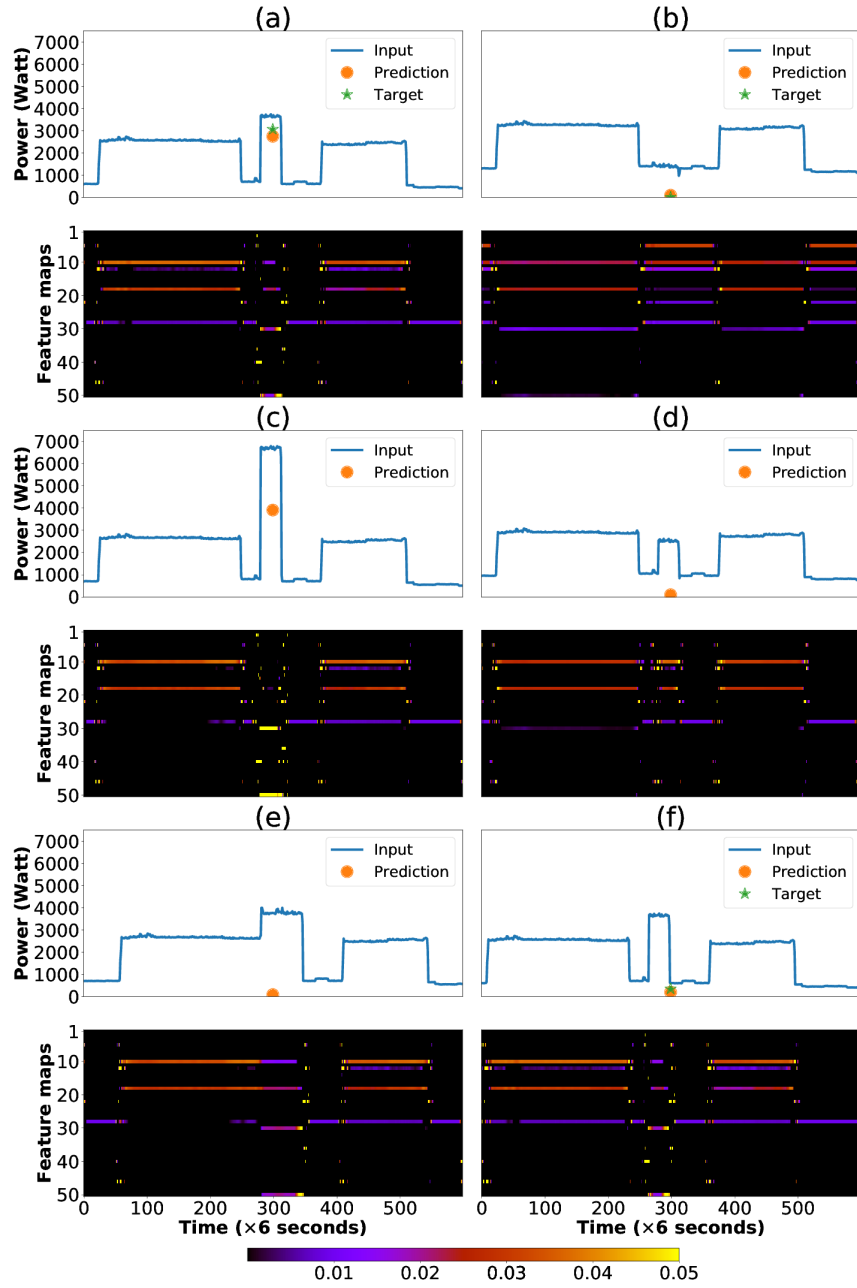 (a) (b)
7000
6000
5000
4000
3000
2000
1000
0
Power (Watt)
Input
Prediction
Target
Input
Prediction
Target
1
10
20
30
40
50
Feature maps
(c) (d)
7000
6000
5000
4000
3000
2000
1000
0
Power (Watt)
Input
Prediction
Input
Prediction
1
10
20
30
40
50
Feature maps
(e) (f)
7000
6000
5000
4000
3000
2000
1000
0
Power (Watt)
Input
Prediction
Input
Prediction
Target
1
10
20
30
40
50
Feature maps
0 100 200 300 400 500 0 100 200 300 400 500
Time (×6 seconds) Time (×6 seconds)
0.01 0.02 0.03 0.04 0.05